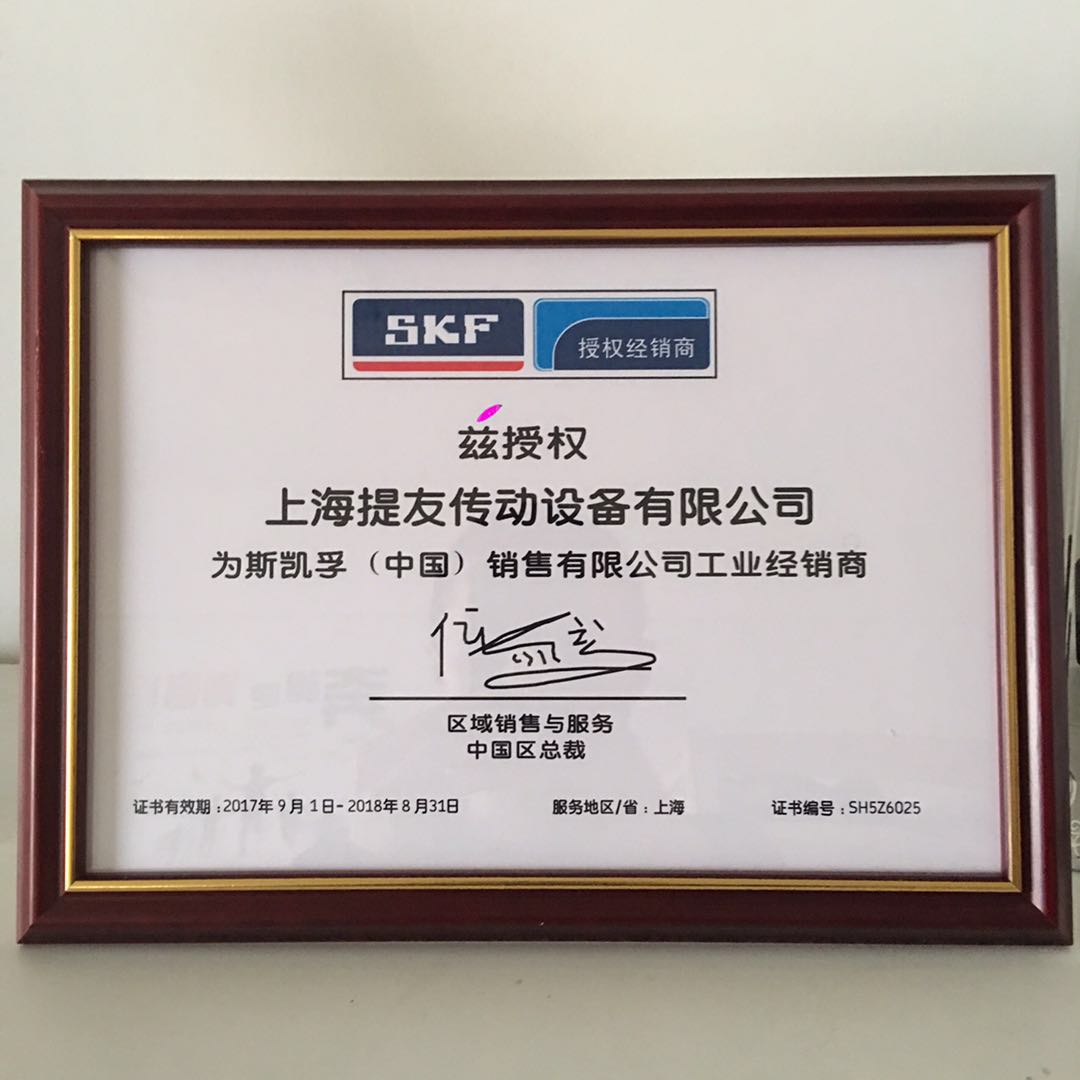 SKF 授权经销商
兹授权
上海提友传动设备有限公司
为斯凯孚（中国）销售有限公司工业经销商
区域销售与服务
中国区总裁
证书有效期：2017年9月1日-2018年8月31日 服务地区/省：上海 证书编号：SH5Z6025